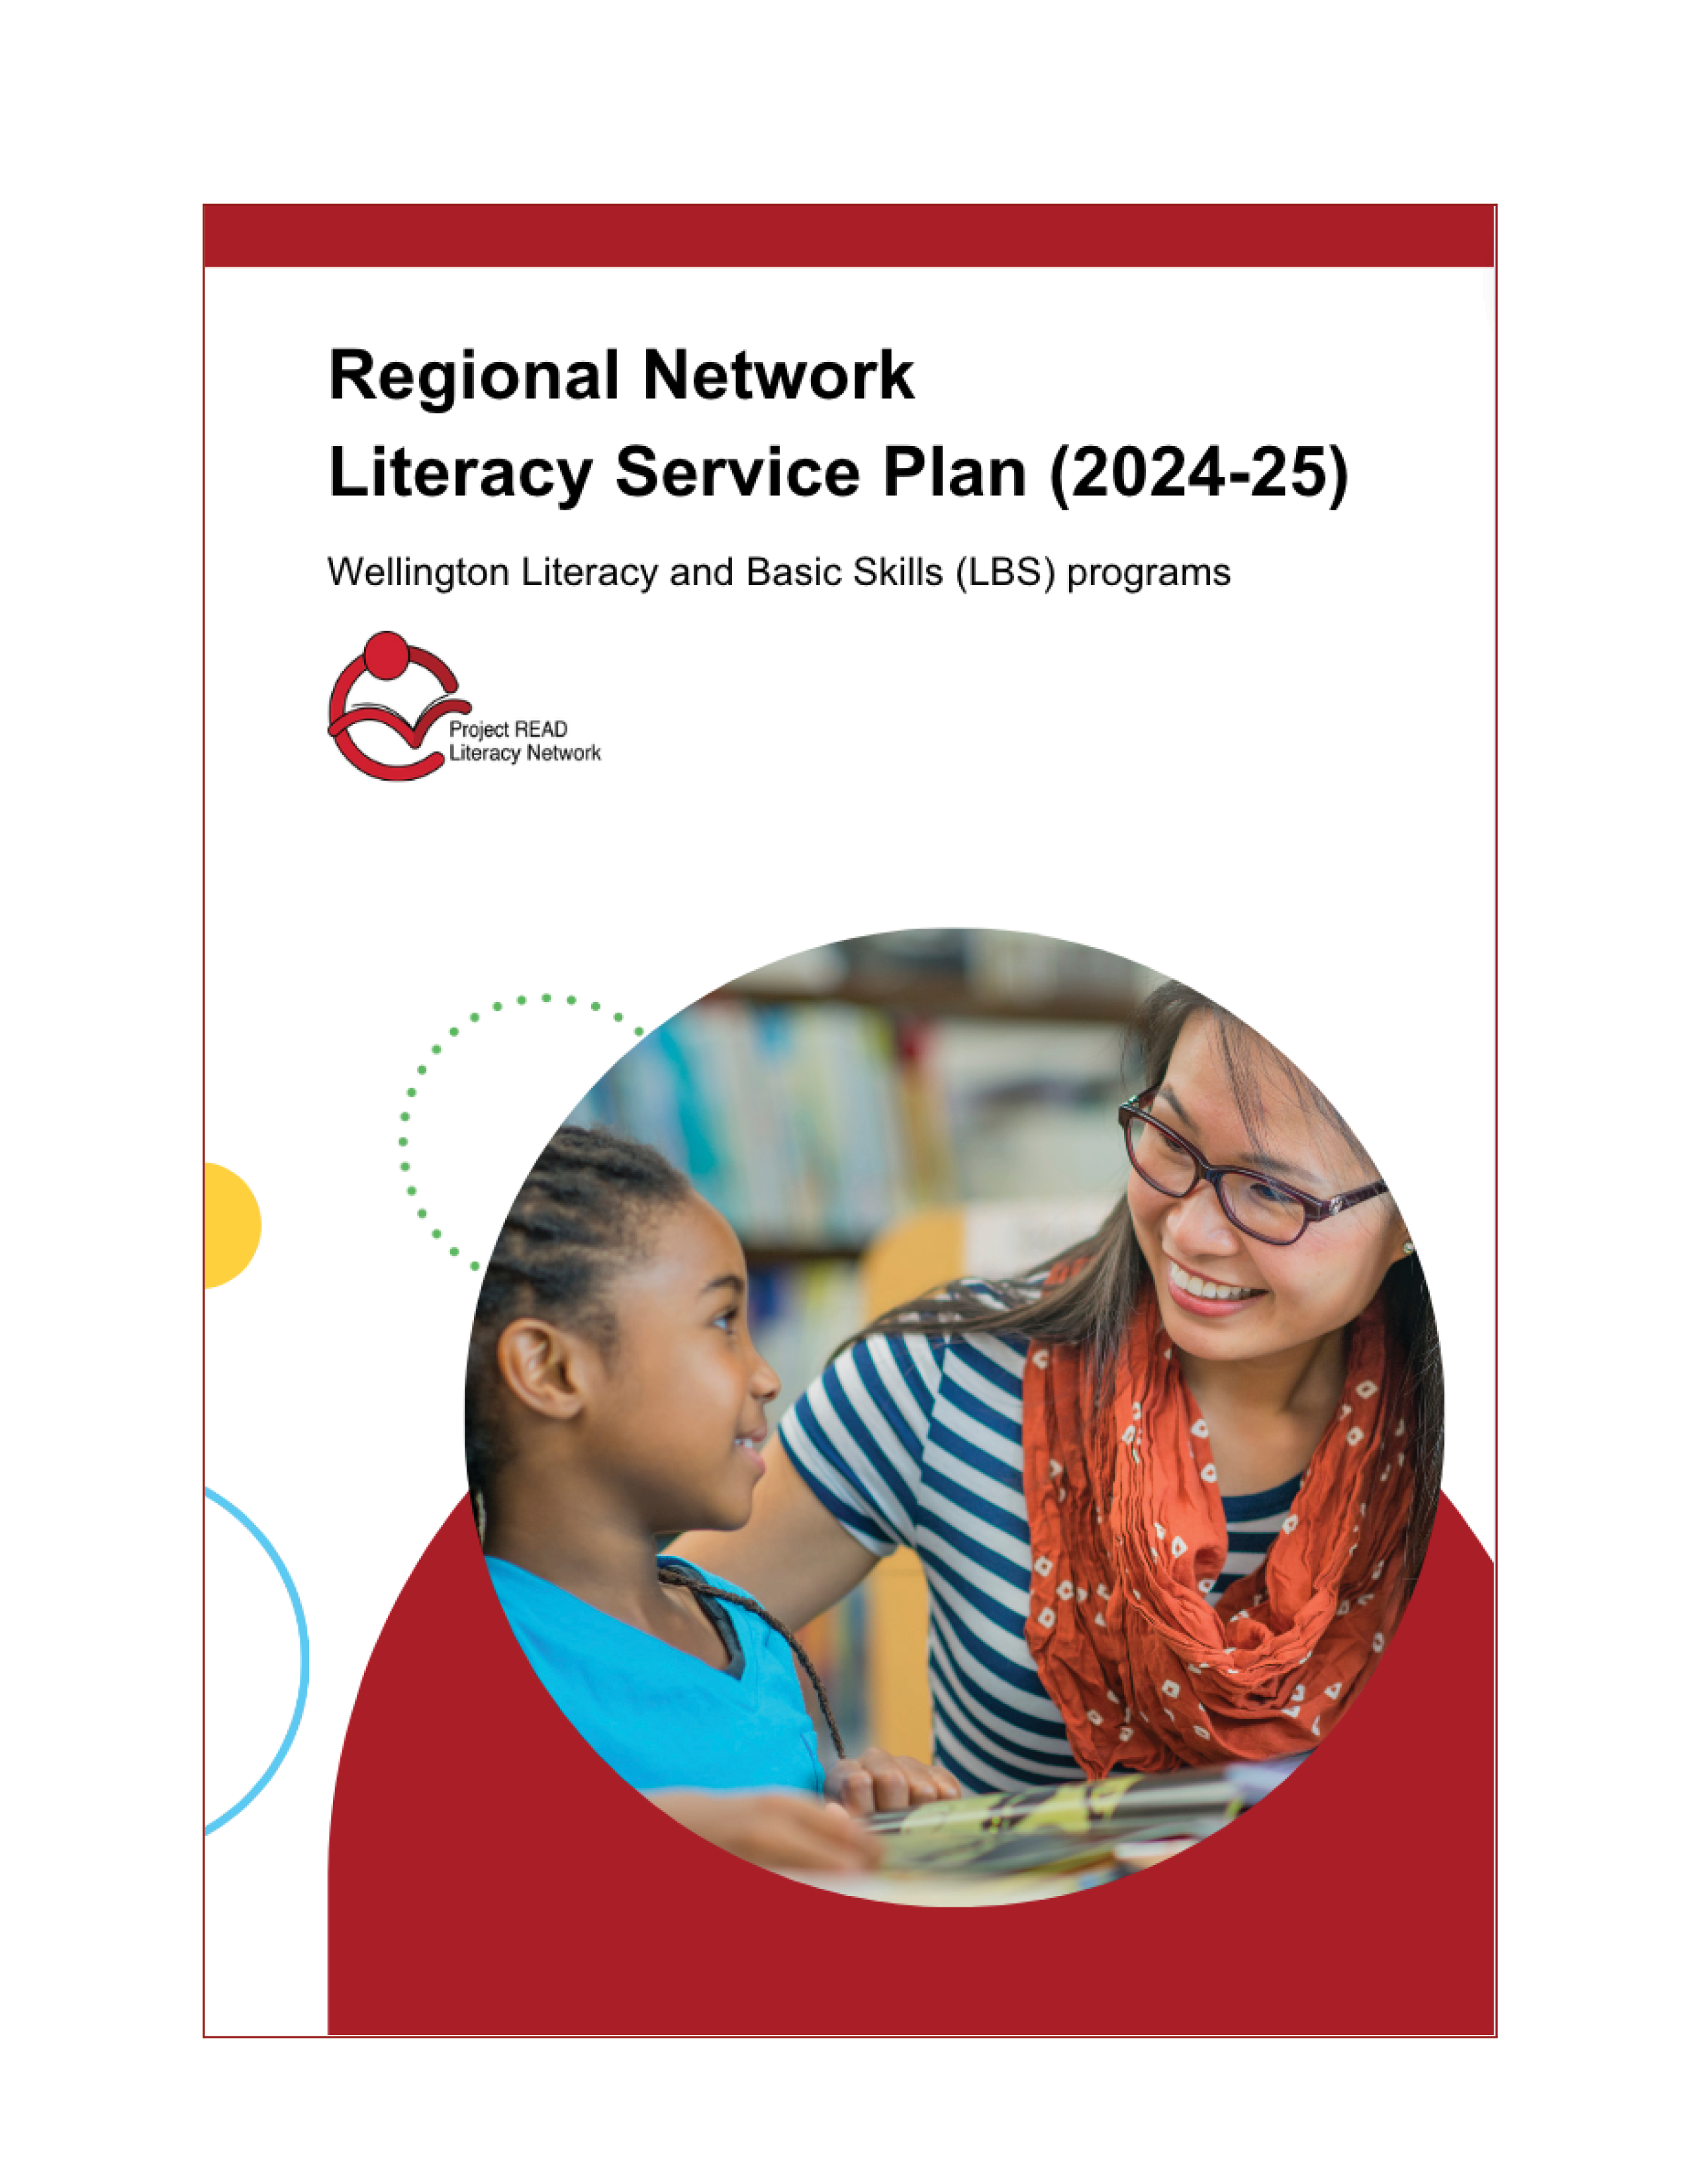 Regional Network
Literacy Service Plan (2024-25)
Wellington Literacy and Basic Skills (LBS) programs
Project READ
Literacy Network